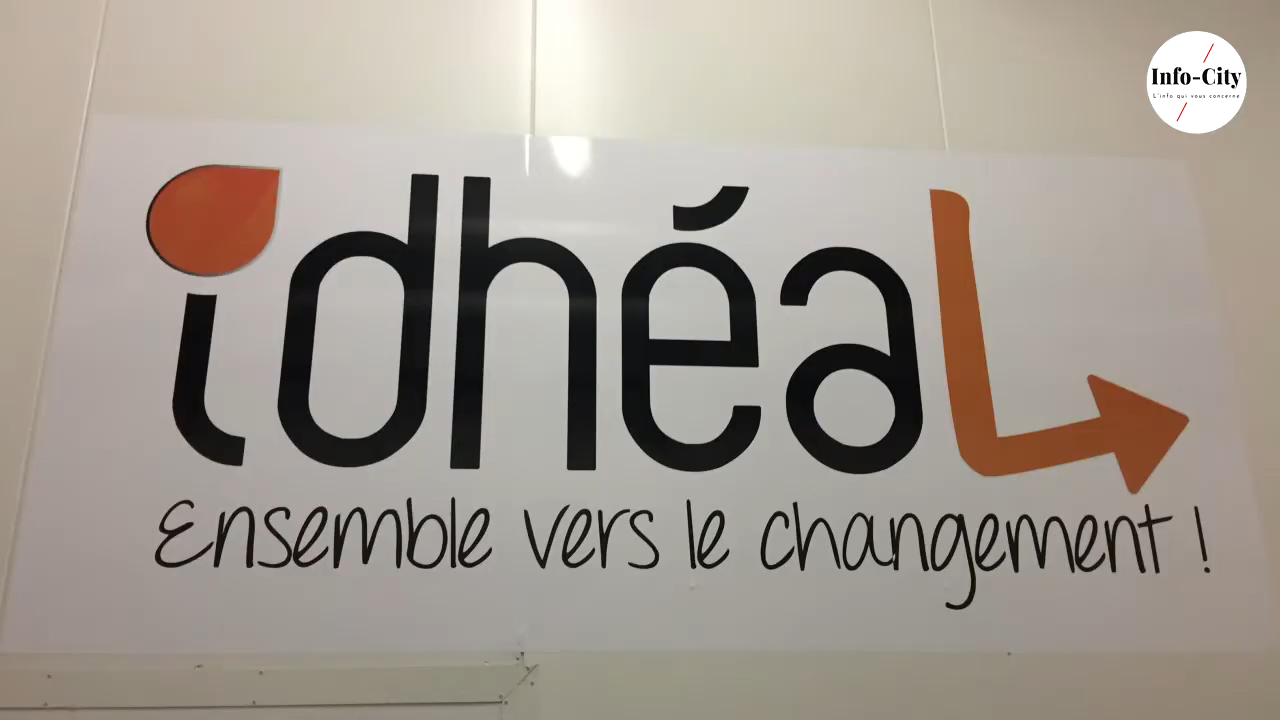 Info-City
L'info qui vous concerne
idhéal
Ensemble vers le changement !